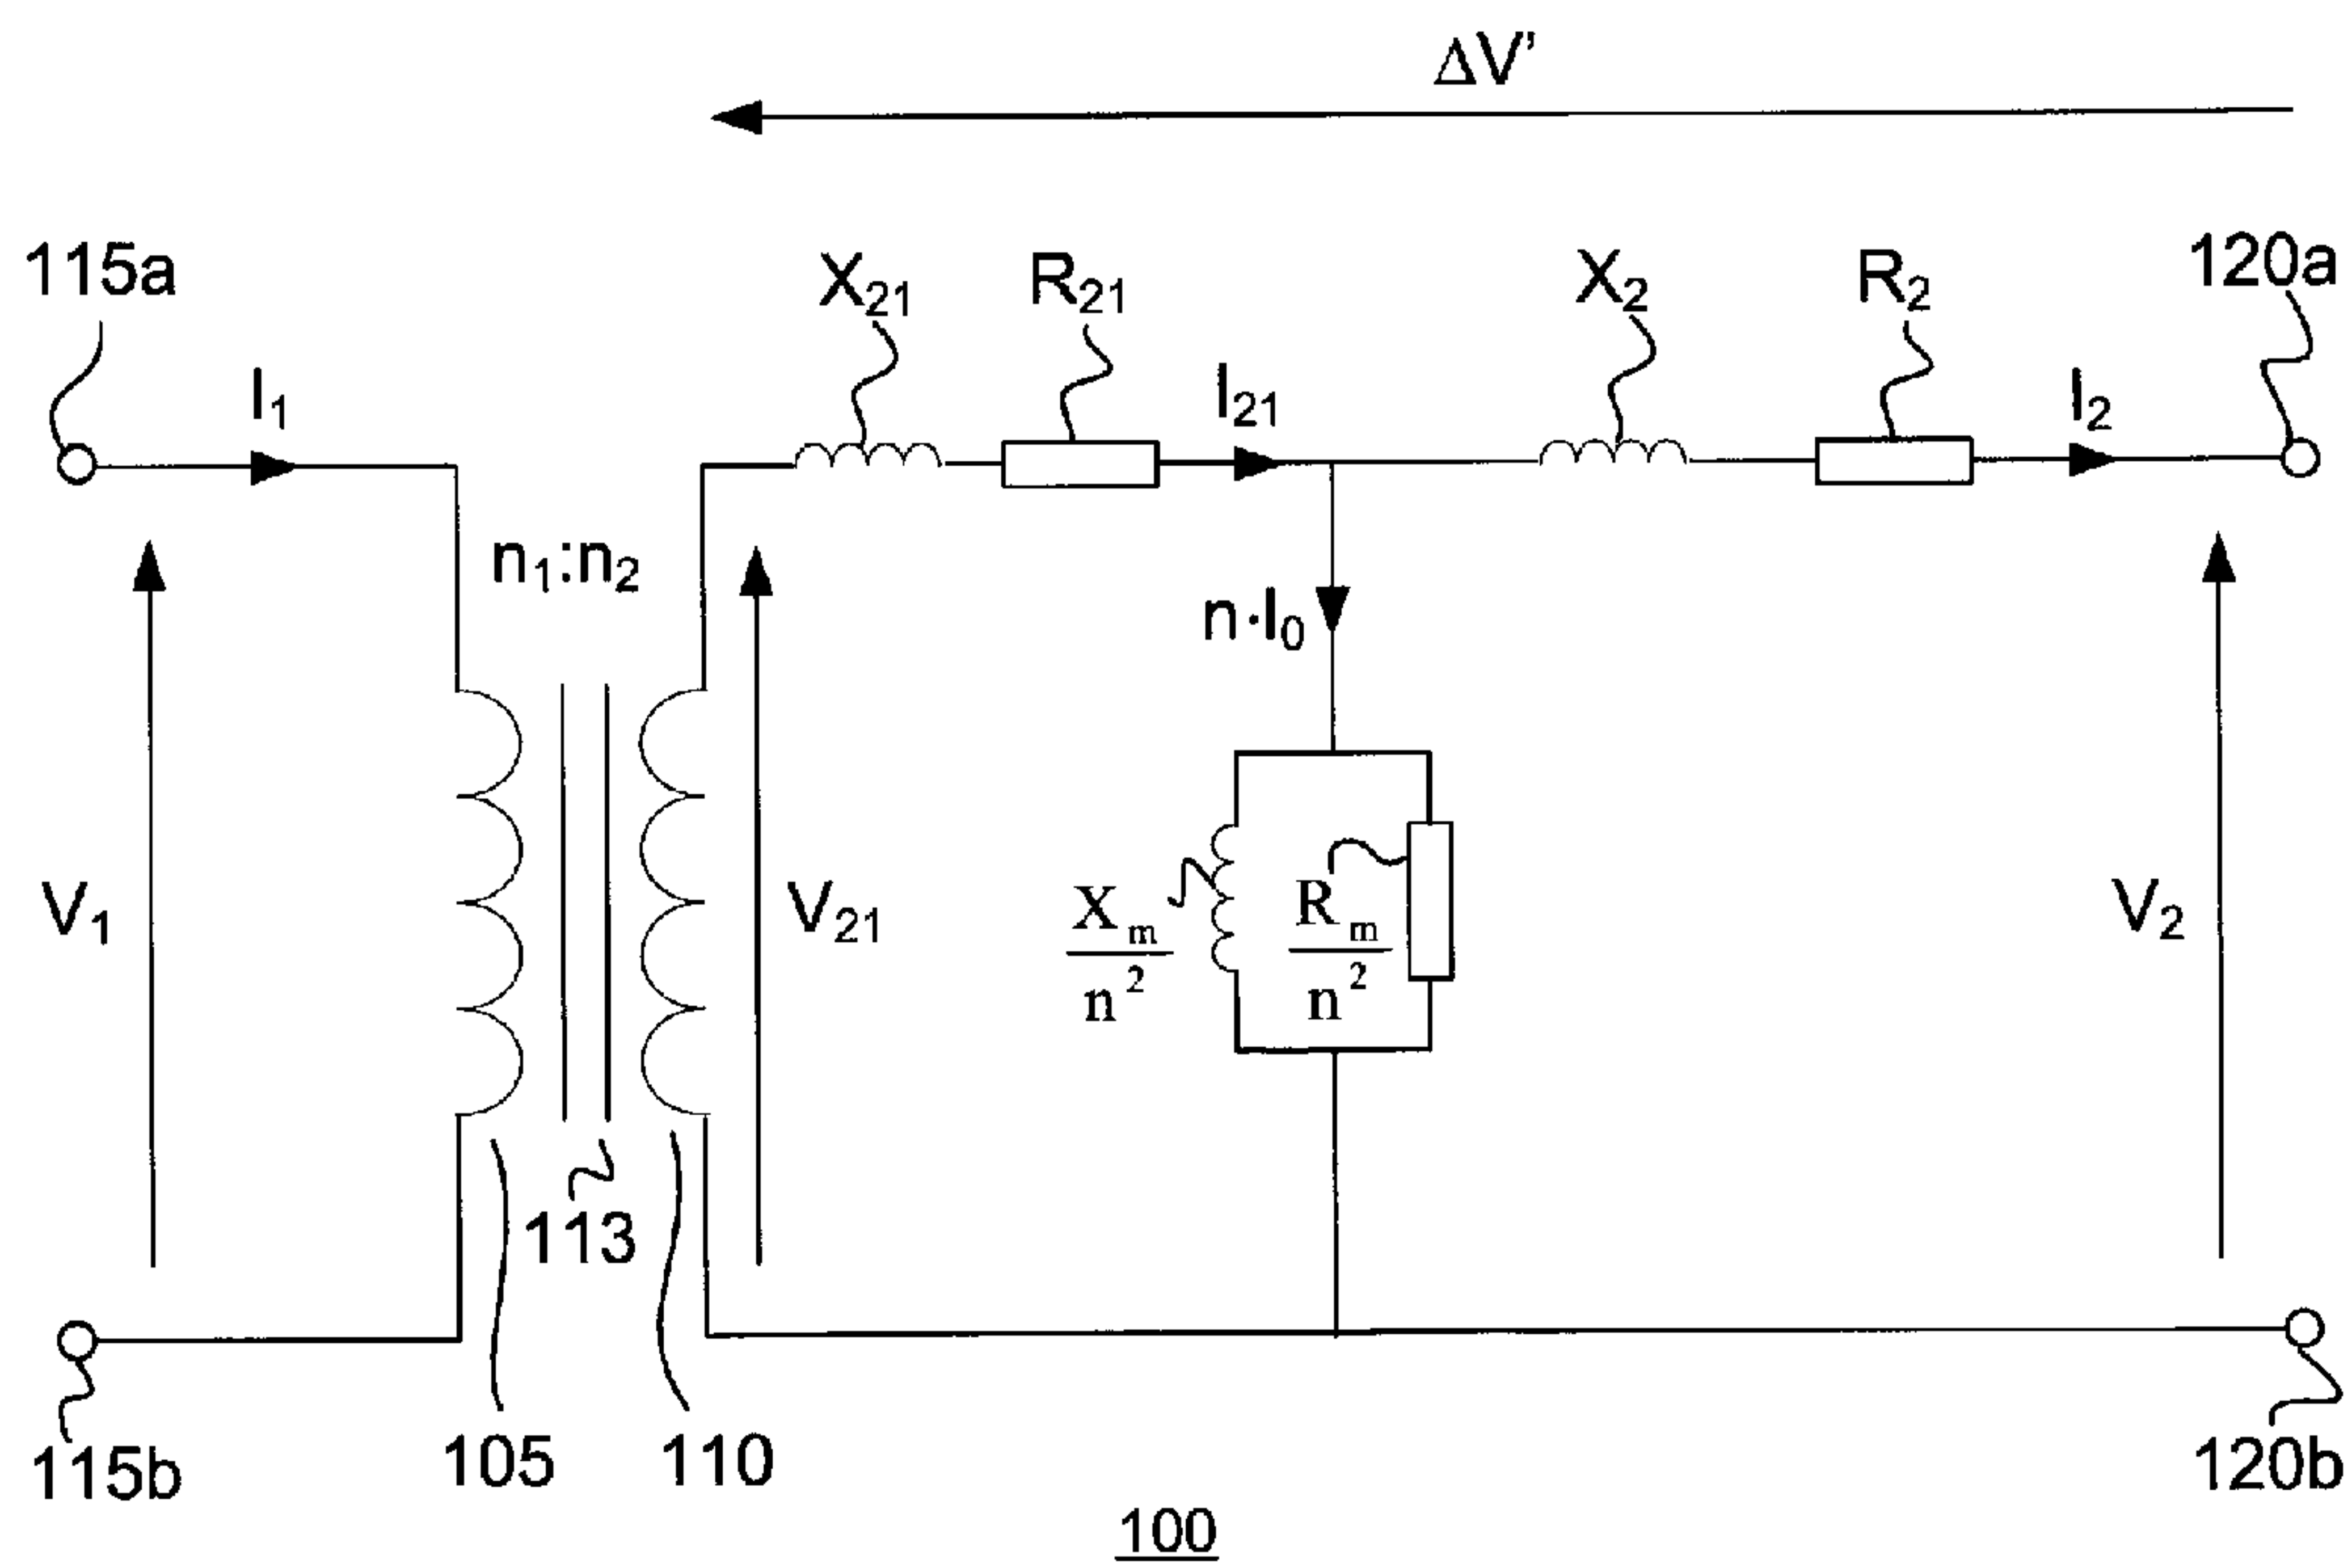 ΔV'
115a
X21
R21
X2
R2
120a
I1
I21
I2
n1:n2
n·I0
V1
V21
Xm
n2
Rm
n2
V2
113
115b
105
110
120b
100